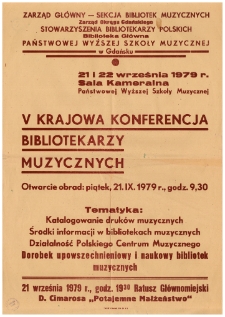 ZARZĄD GŁÓWNY — SEKCJA BIBLIOTEK MUZYCZNYCH
Zarząd Okręgu Gdańskiego
STOWARZYSZENIA BIBLIOTEKARZY POLSKICH
Biblioteka Główna
PAŃSTWOWEJ WYŻSZEJ SZKOŁY MUZYCZNEJ
w Gdańsku
21 i 22 września 1979 r.
Sala Kameralna
Państwowej Wyższej Szkoły Muzycznej
V KRAJOWA KONFERENCJA
BIBLIOTEKARZY
MUZYCZNYCH
Otwarcie obrad: piątek, 21.IX.1979 r., godz. 9,30
Tematyka:
Katalogowanie druków muzycznych
Środki informacji w bibliotekach muzycznych
Działalność Polskiego Centrum Muzycznego
Dorobek upowszechnieniowy i naukowy bibliotek
muzycznych
21 września 1979 r., godz. 19³⁰ Ratusz Głównomiejski
D. Cimarosa "Potajemne Małżeństwo"